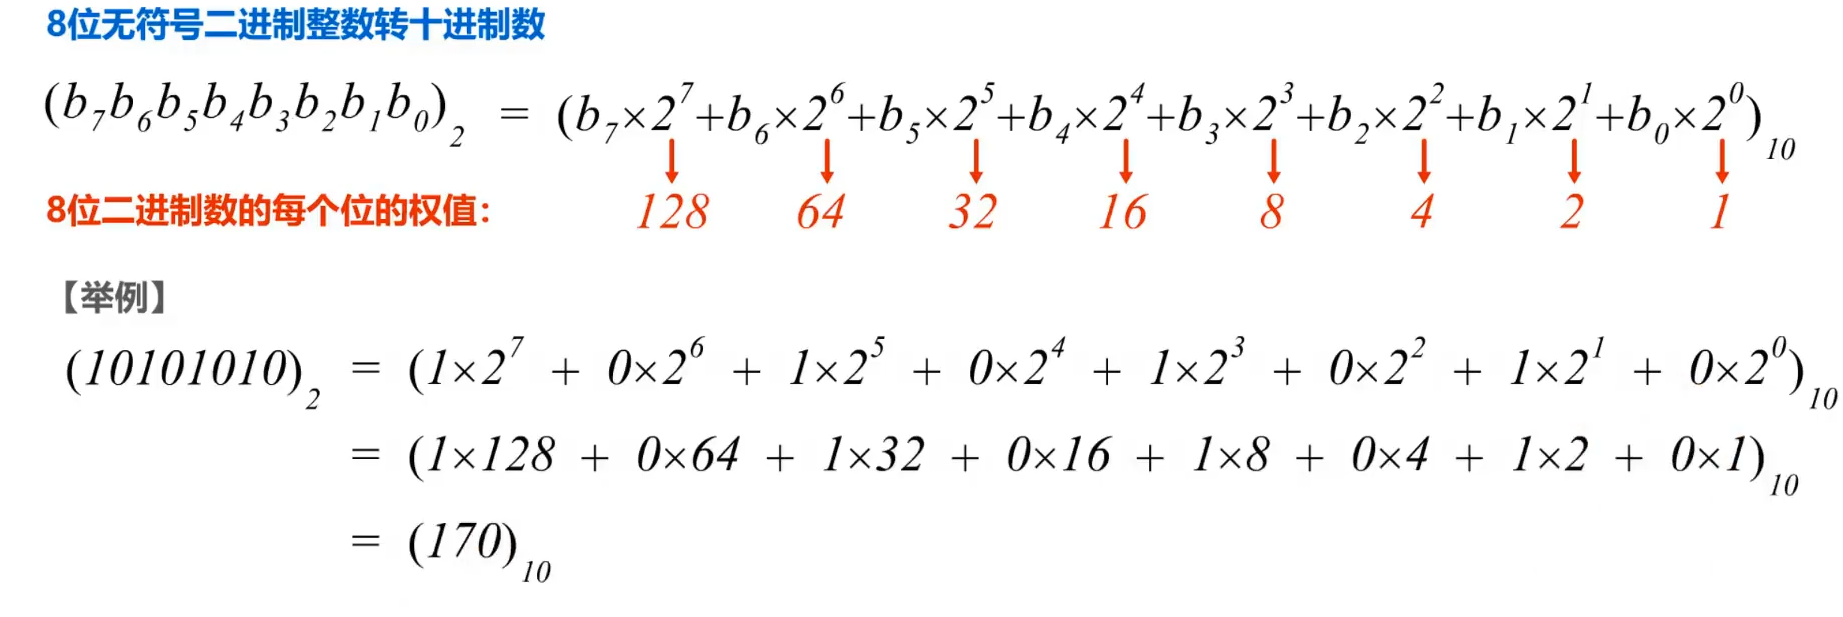 8位无符号二进制整数转十进制数
(b₇b₆b₅b₄b₃b₂b₁b₀)₂ = (b₇×2⁷+b₆×2⁶+b₅×2⁵+b₄×2⁴+b₃×2³+b₂×2²+b₁×2¹+b₀×2⁰)₁₀
↓ ↓ ↓ ↓ ↓ ↓ ↓ ↓
8位二进制数的每个位的权值： 128 64 32 16 8 4 2 1
【举例】
(10101010)₂ = (1×2⁷ + 0×2⁶ + 1×2⁵ + 0×2⁴ + 1×2³ + 0×2² + 1×2¹ + 0×2⁰)₁₀
= (1×128 + 0×64 + 1×32 + 0×16 + 1×8 + 0×4 + 1×2 + 0×1)₁₀
= (170)₁₀